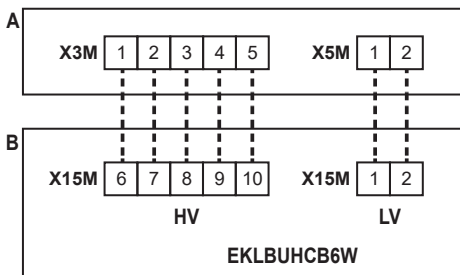 A
X3M 1 2 3 4 5 X5M 1 2
B
X15M 6 7 8 9 10 X15M 1 2
HV LV
EKLBUHCB6W